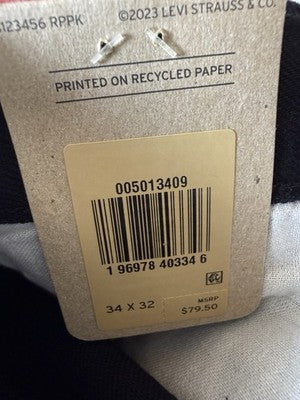 A123456 RPPK
©2023 LEVI STRAUSS & CO.
PRINTED ON RECYCLED PAPER
005013409
1 96978 40334 6
34 X 32
MSRP
$79.50